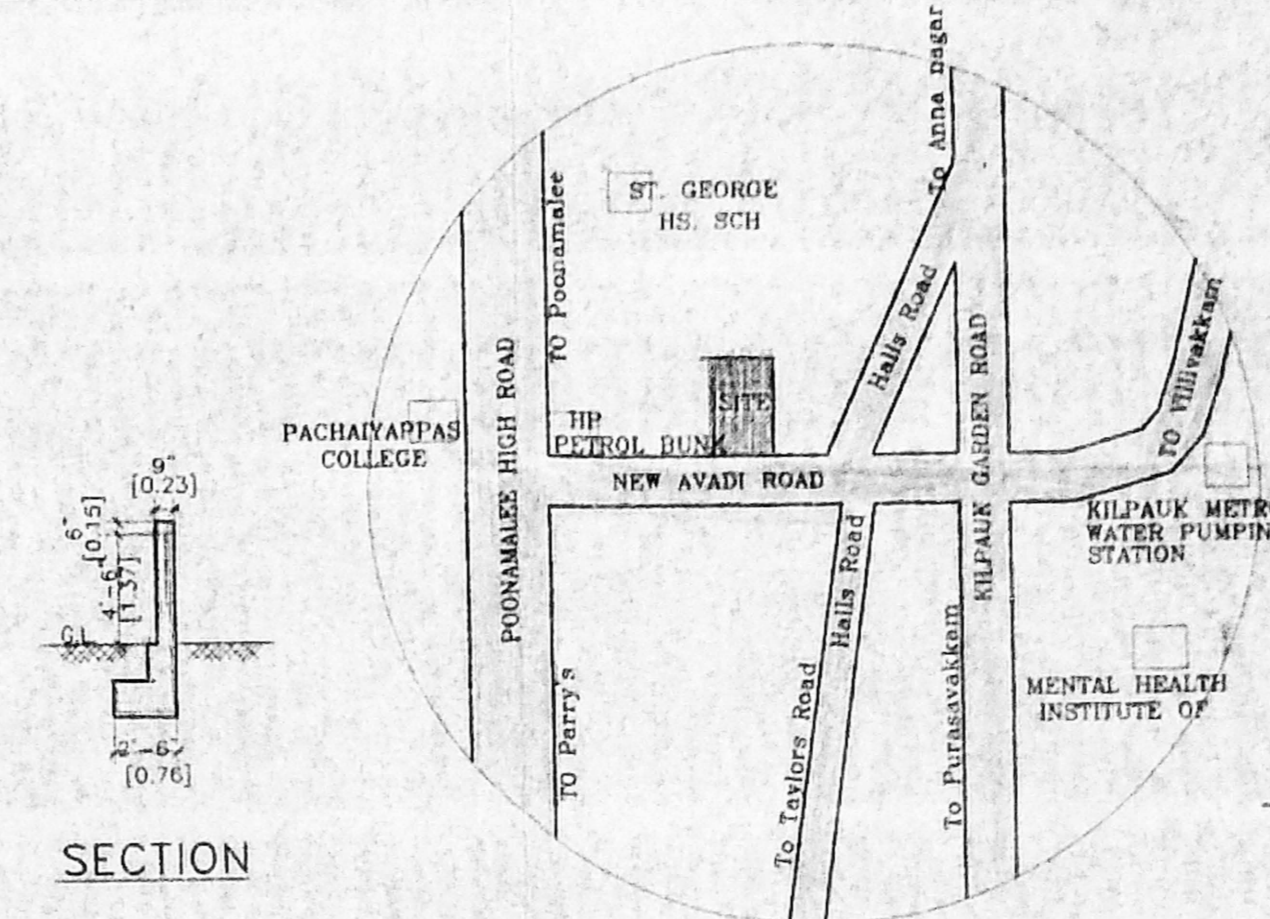 To Anna nagar
TO Poonamalee
ST. GEORGE
HS. SCH
Halls Road
TO Villivakkam
POONAMALEE HIGH ROAD
KILPAUK GARDEN ROAD
PACHAIYAPPAS
COLLEGE
HP
PETROL BUNK
SITE
NEW AVADI ROAD
KILPAUK METRO
WATER PUMPIN
STATION
Halls Road
To Taylors Road
TO Parry's
To Purasavakkam
MENTAL HEALTH
INSTITUTE OF
9"
[0.23]
6"
[0.15]
4'-6"
[1.37]
G.L
2'-6"
[0.76]
SECTION